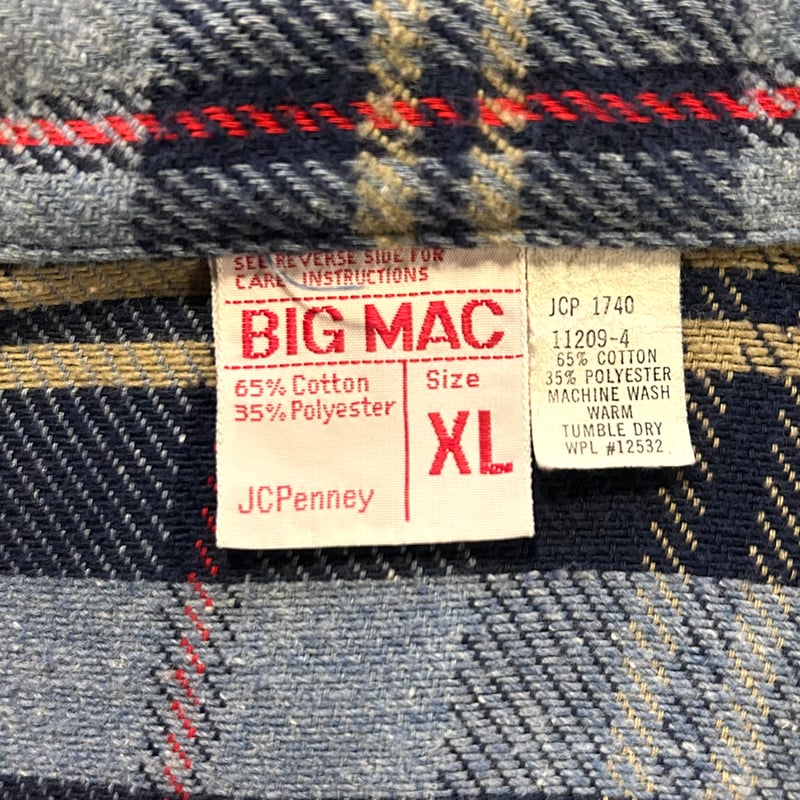 SEE REVERSE SIDE FOR
CARE INSTRUCTIONS
BIG MAC
65% Cotton
35% Polyester
Size
XL
JCPenney
JCP 1740
11209-4
65% COTTON
35% POLYESTER
MACHINE WASH
WARM
TUMBLE DRY
WPL #12532